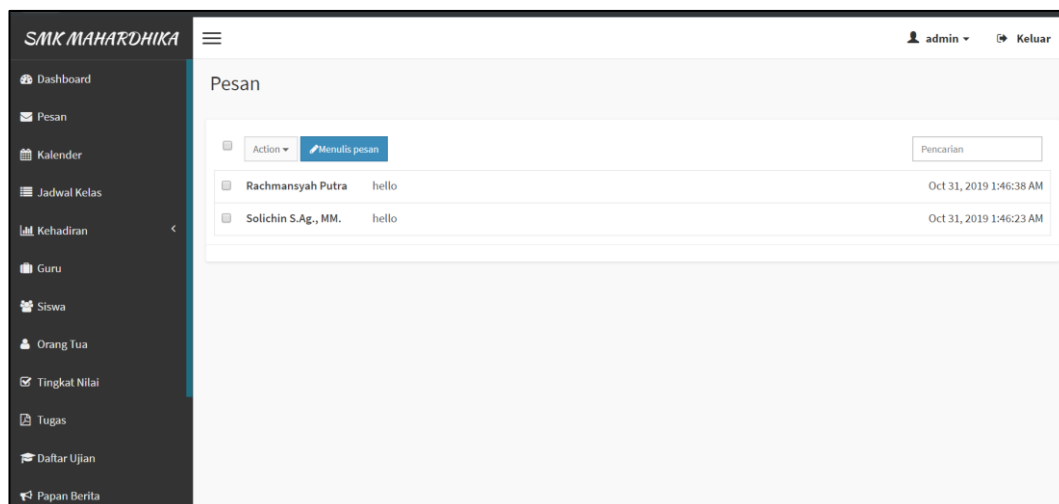 SMK MAHARDHIKA
admin
Keluar
Dashboard
Pesan
Kalender
Jadwal Kelas
Kehadiran
Guru
Siswa
Orang Tua
Tingkat Nilai
Tugas
Daftar Ujian
Papan Berita
Pesan
Action
Menulis pesan
Pencarian
Rachmansyah Putra hello Oct 31, 2019 1:46:38 AM
Solichin S.Ag., MM. hello Oct 31, 2019 1:46:23 AM